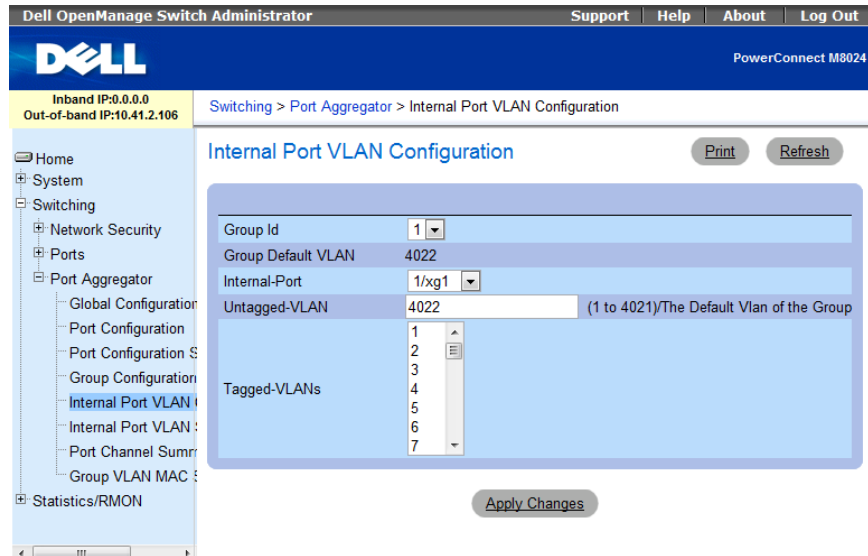 Dell OpenManage Switch Administrator
Support
Help
About
Log Out
DELL
PowerConnect M8024
Inband IP:0.0.0.0
Out-of-band IP:10.41.2.106
Switching > Port Aggregator > Internal Port VLAN Configuration
Home
System
Switching
Network Security
Ports
Port Aggregator
Global Configuration
Port Configuration
Port Configuration S
Group Configuration
Internal Port VLAN C
Internal Port VLAN S
Port Channel Summ
Group VLAN MAC S
Statistics/RMON
Internal Port VLAN Configuration
Print
Refresh
Group Id
1
Group Default VLAN
4022
Internal-Port
1/xg1
Untagged-VLAN
4022
(1 to 4021)/The Default Vlan of the Group
Tagged-VLANs
1
2
3
4
5
6
7
Apply Changes